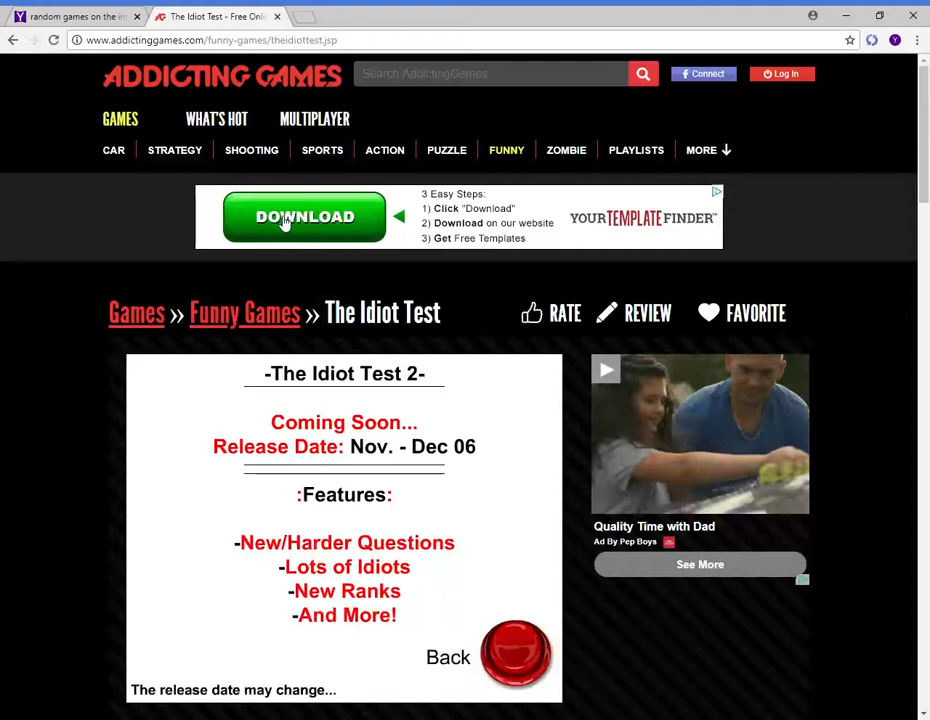 random games on the in
The Idiot Test - Free Onli
www.addictinggames.com/funny-games/theidiottest.jsp
ADDICTING GAMES
Search AddictingGames
Connect
Log In
GAMES
WHAT'S HOT
MULTIPLAYER
CAR
STRATEGY
SHOOTING
SPORTS
ACTION
PUZZLE
FUNNY
ZOMBIE
PLAYLISTS
MORE
DOWNLOAD
3 Easy Steps:
1) Click "Download"
2) Download on our website
3) Get Free Templates
YOURTEMPLATEFINDER™
Games » Funny Games » The Idiot Test
RATE
REVIEW
FAVORITE
-The Idiot Test 2-
Coming Soon...
Release Date: Nov. - Dec 06
:Features:
-New/Harder Questions
-Lots of Idiots
-New Ranks
-And More!
Back
The release date may change...
Quality Time with Dad
Ad By Pep Boys
See More